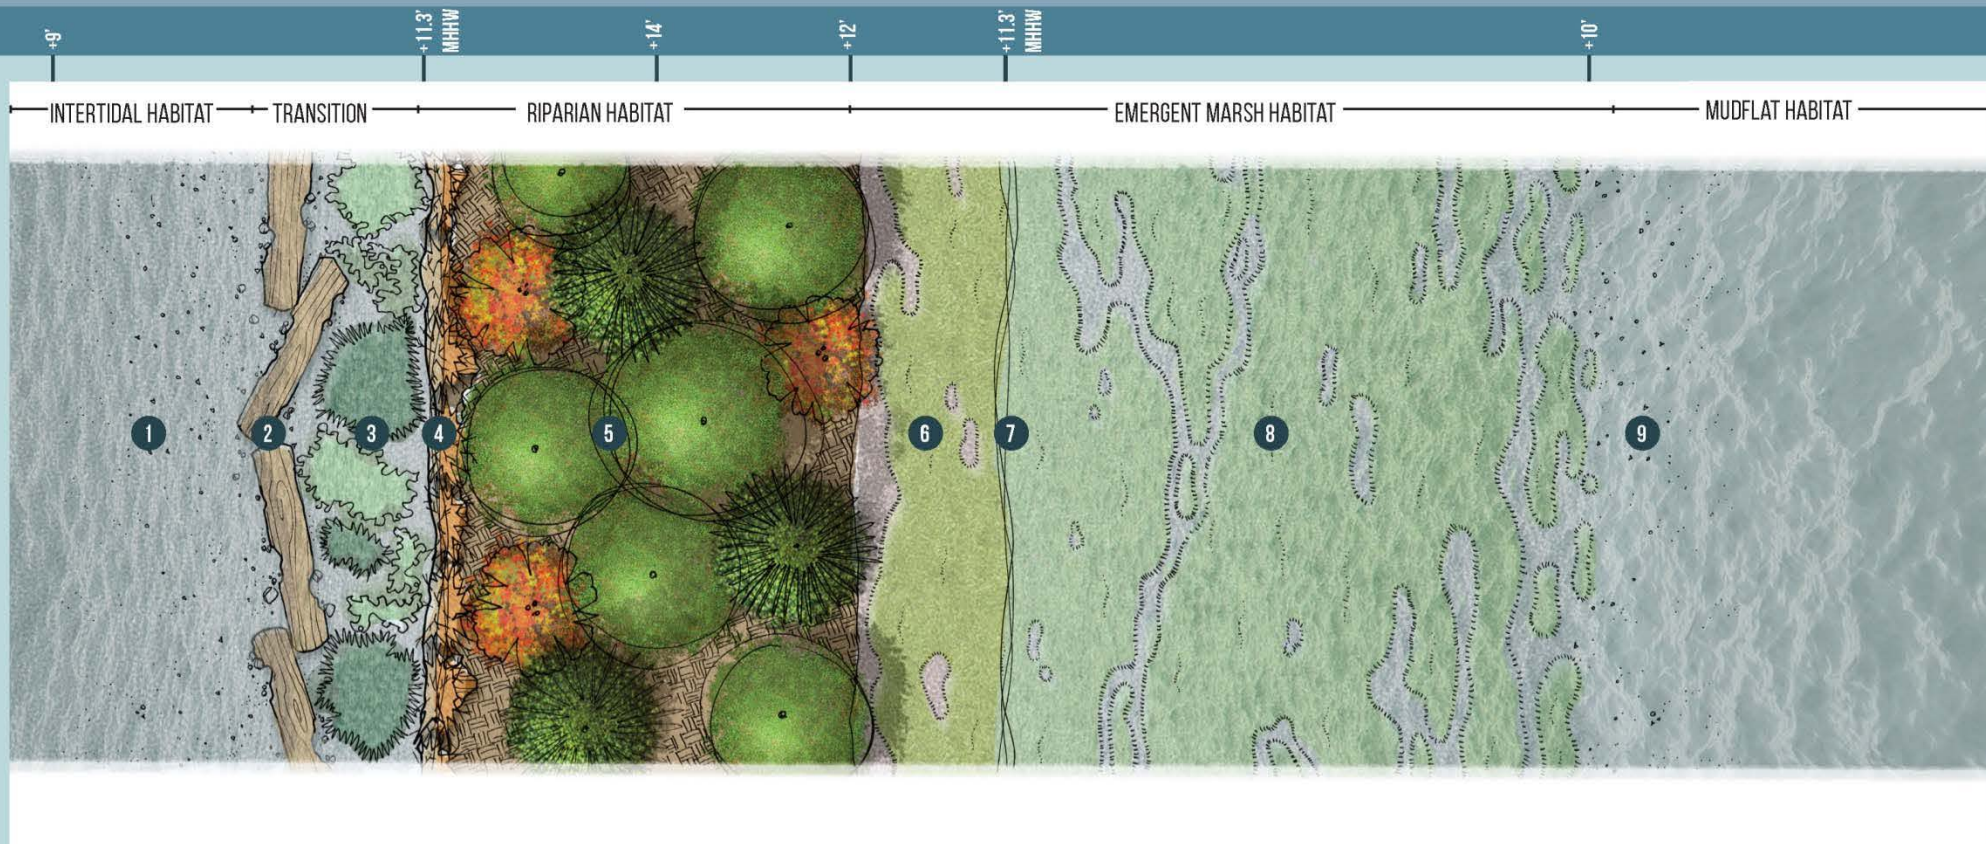 +9'
+11.3'
MHHW
+14'
+12'
+11.3'
MHHW
+10'
INTERTIDAL HABITAT
TRANSITION
RIPARIAN HABITAT
EMERGENT MARSH HABITAT
MUDFLAT HABITAT
1
2
3
4
5
6
7
8
9